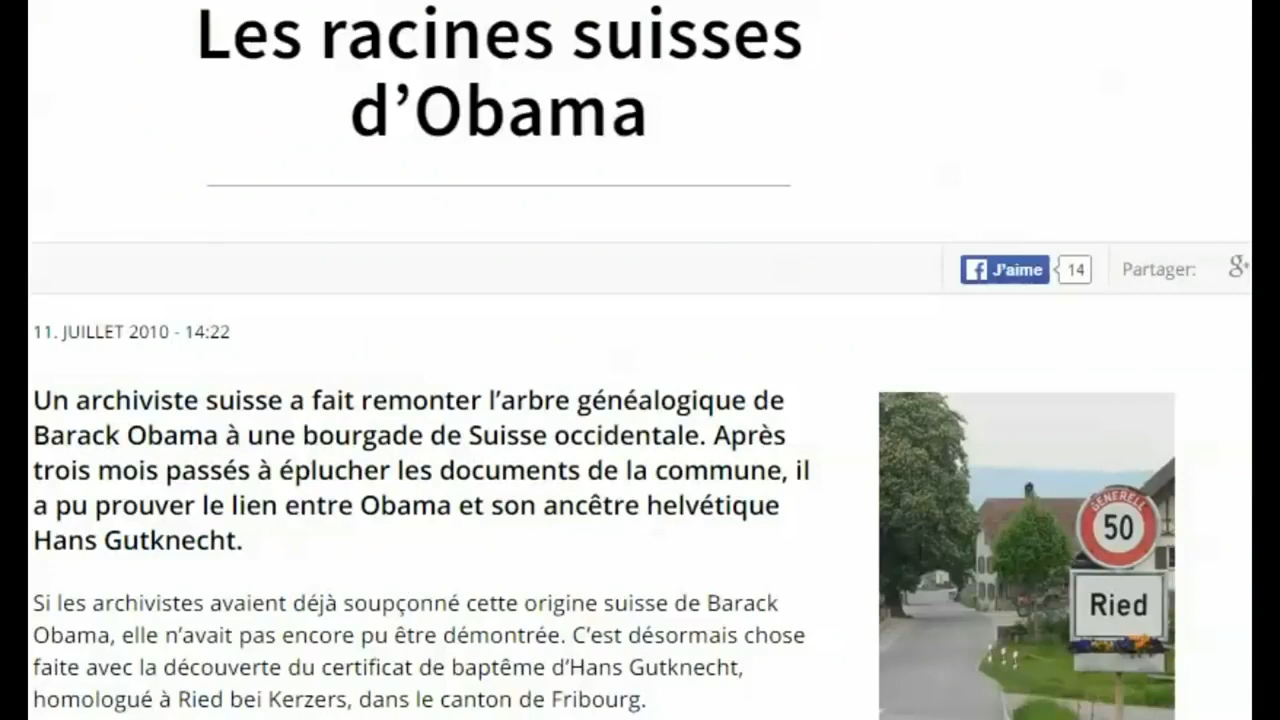 Les racines suisses
d’Obama
J'aime
14
Partager:
g+
11. JUILLET 2010 - 14:22
Un archiviste suisse a fait remonter l’arbre généalogique de
Barack Obama à une bourgade de Suisse occidentale. Après
trois mois passés à éplucher les documents de la commune, il
a pu prouver le lien entre Obama et son ancêtre helvétique
Hans Gutknecht.
GENERELL
50
Ried
Si les archivistes avaient déjà soupçonné cette origine suisse de Barack
Obama, elle n’avait pas encore pu être démontrée. C’est désormais chose
faite avec la découverte du certificat de baptême d’Hans Gutknecht,
homologué à Ried bei Kerzers, dans le canton de Fribourg.